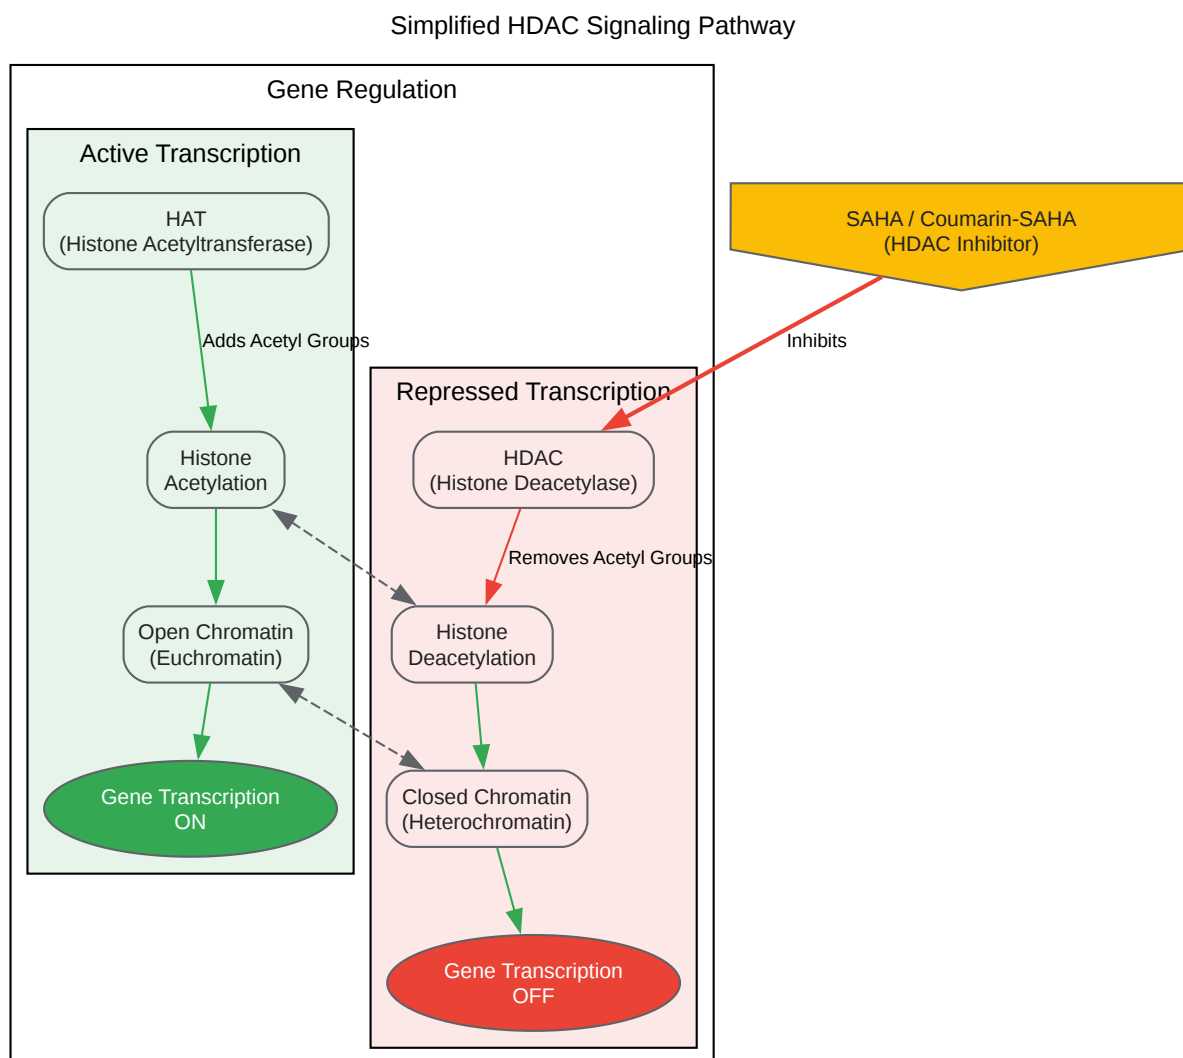 Simplified HDAC Signaling Pathway
Gene Regulation
Active Transcription
HAT
(Histone Acetyltransferase)
SAHA / Coumarin-SAHA
(HDAC Inhibitor)
Adds Acetyl Groups
Inhibits
Repressed Transcription
Histone
Acetylation
HDAC
(Histone Deacetylase)
Removes Acetyl Groups
Open Chromatin
(Euchromatin)
Histone
Deacetylation
Gene Transcription
ON
Closed Chromatin
(Heterochromatin)
Gene Transcription
OFF